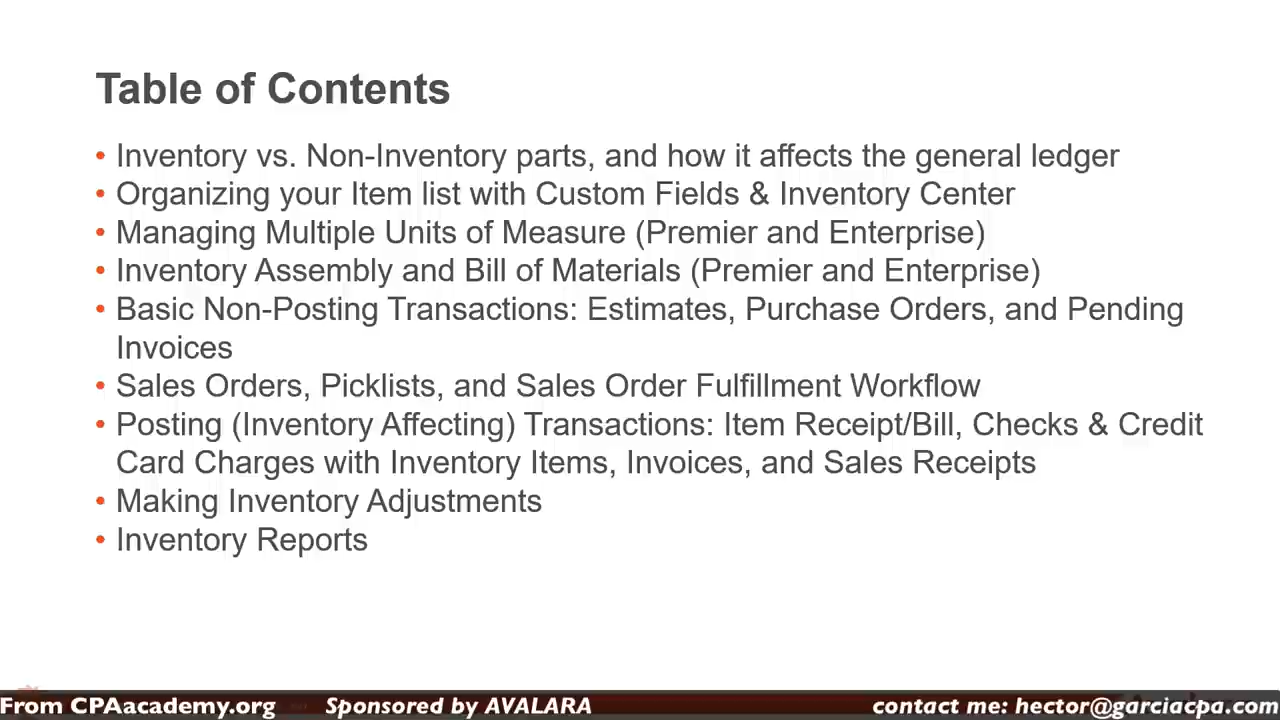 Table of Contents
• Inventory vs. Non-Inventory parts, and how it affects the general ledger
• Organizing your Item list with Custom Fields & Inventory Center
• Managing Multiple Units of Measure (Premier and Enterprise)
• Inventory Assembly and Bill of Materials (Premier and Enterprise)
• Basic Non-Posting Transactions: Estimates, Purchase Orders, and Pending
Invoices
• Sales Orders, Picklists, and Sales Order Fulfillment Workflow
• Posting (Inventory Affecting) Transactions: Item Receipt/Bill, Checks & Credit
Card Charges with Inventory Items, Invoices, and Sales Receipts
• Making Inventory Adjustments
• Inventory Reports
From CPAacademy.org Sponsored by AVALARA contact me: hector@garciacpa.com